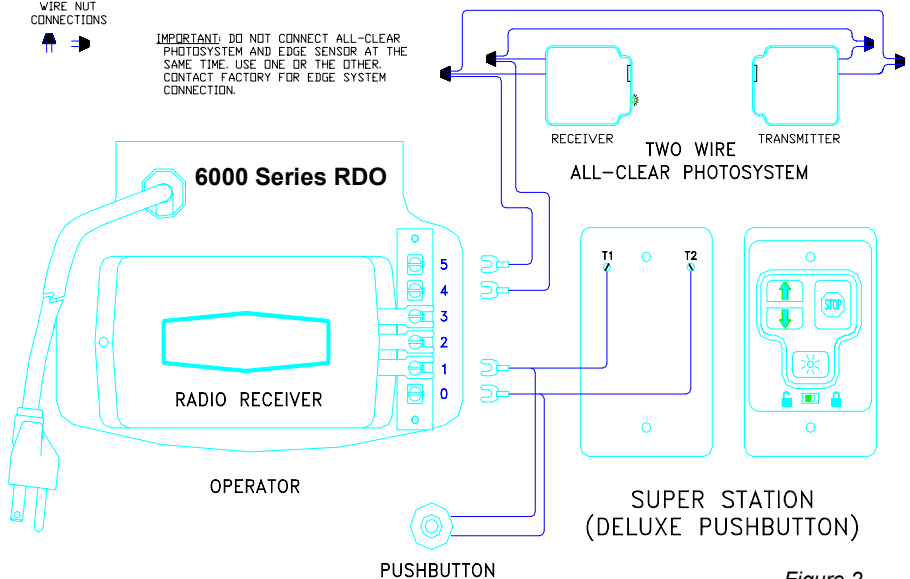 WIRE NUT
CONNECTIONS
IMPORTANT: DO NOT CONNECT ALL-CLEAR
PHOTOSYSTEM AND EDGE SENSOR AT THE
SAME TIME. USE ONE OR THE OTHER.
CONTACT FACTORY FOR EDGE SYSTEM
CONNECTION.
RECEIVER
TRANSMITTER
TWO WIRE
ALL-CLEAR PHOTOSYSTEM
6000 Series RDO
5
4
3
2
1
0
RADIO RECEIVER
OPERATOR
T1
T2
STOP
SUPER STATION
(DELUXE PUSHBUTTON)
PUSHBUTTON
Figure 2